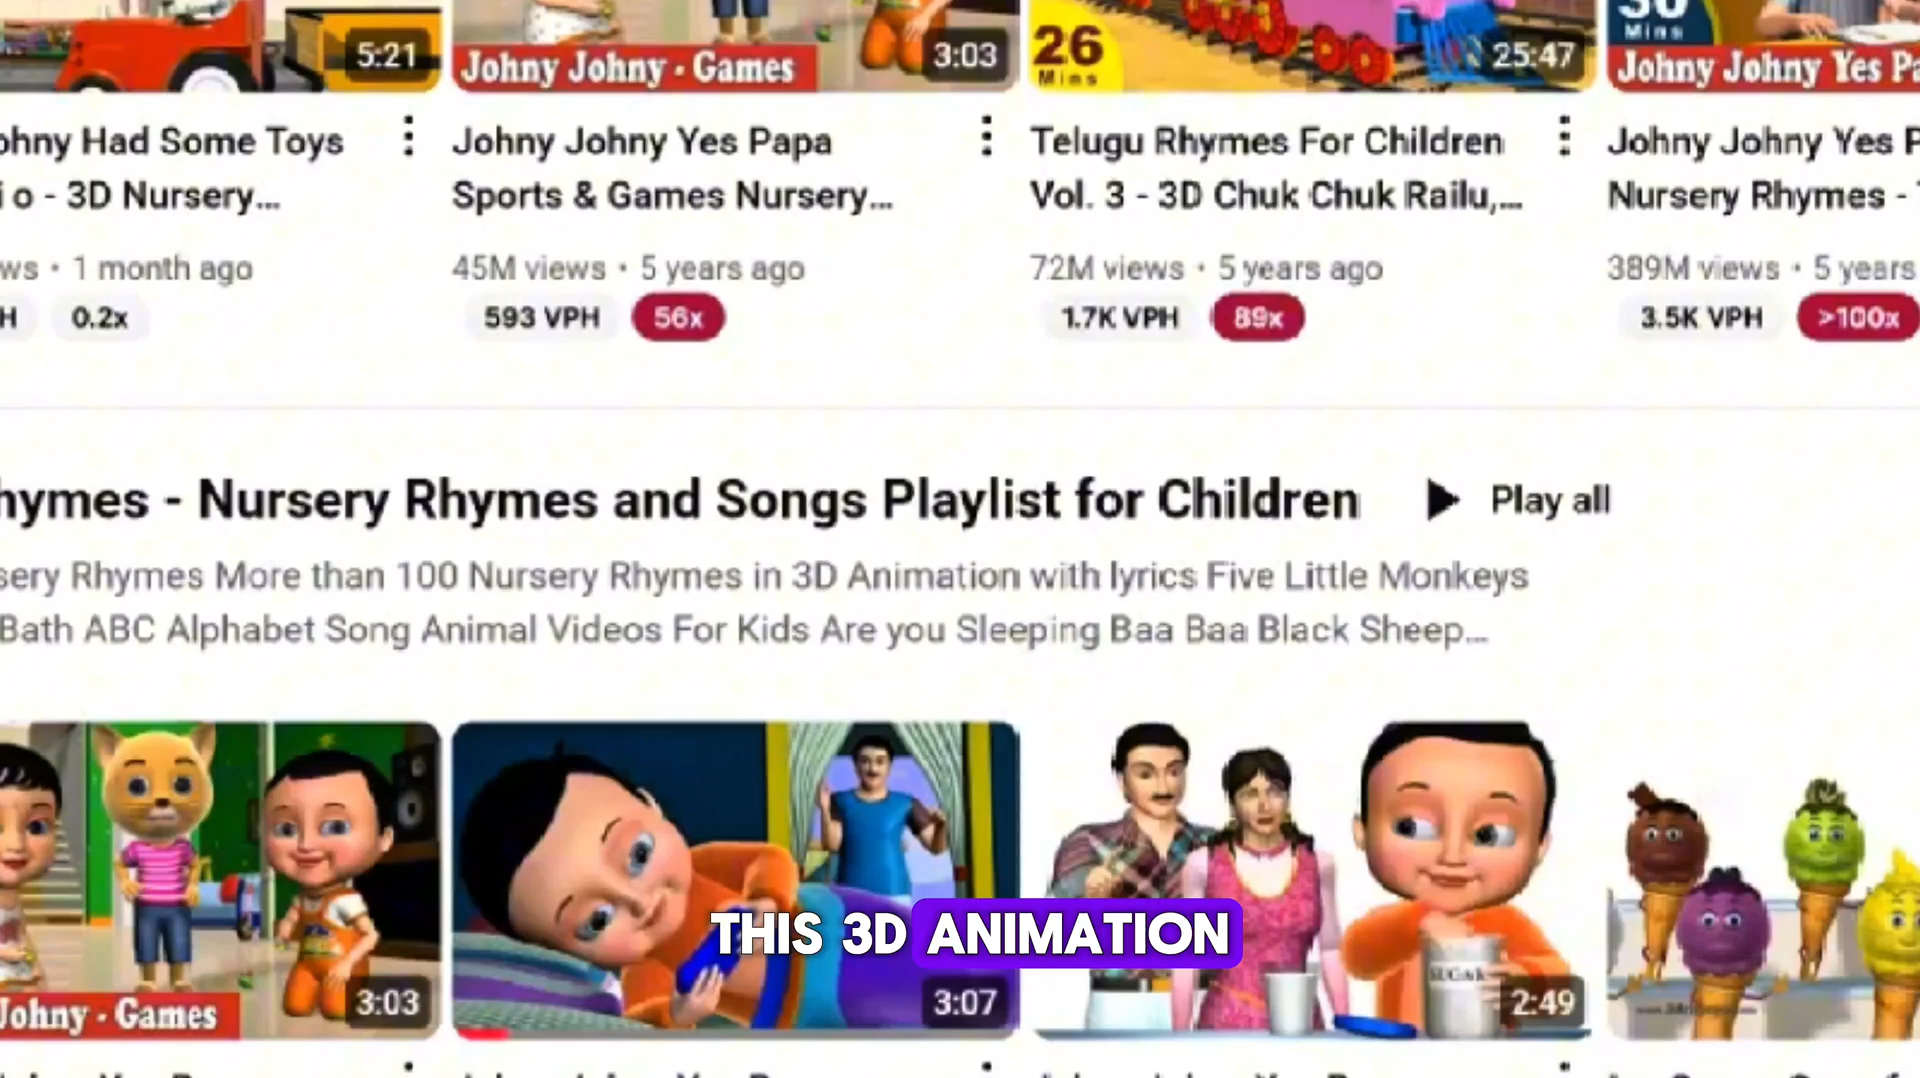 5:21
Johny Johny - Games
3:03
26
Mins
25:47
30
Mins
Johny Johny Yes Pa
ohny Had Some Toys
i o - 3D Nursery...
Johny Johny Yes Papa
Sports & Games Nursery...
Telugu Rhymes For Children
Vol. 3 - 3D Chuk Chuk Railu,...
Johny Johny Yes P
Nursery Rhymes -
ws • 1 month ago
45M views • 5 years ago
72M views • 5 years ago
389M views • 5 years
H
0.2x
593 VPH
56x
1.7K VPH
89x
3.5K VPH
>100x
hymes - Nursery Rhymes and Songs Playlist for Children
Play all
sery Rhymes More than 100 Nursery Rhymes in 3D Animation with lyrics Five Little Monkeys
Bath ABC Alphabet Song Animal Videos For Kids Are you Sleeping Baa Baa Black Sheep...
SUGAR
THIS 3D ANIMATION
Johny - Games
3:03
3:07
2:49